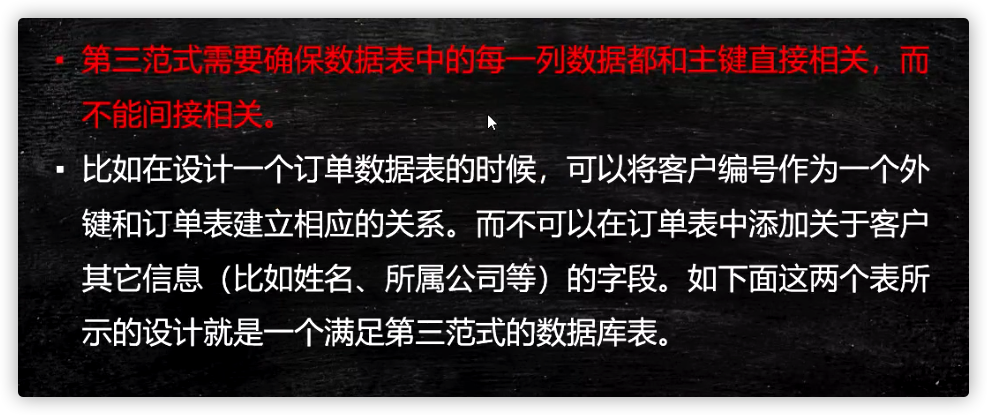 ▪ 第三范式需要确保数据表中的每一列数据都和主键直接相关，而
不能间接相关。
▪ 比如在设计一个订单数据表的时候，可以将客户编号作为一个外
键和订单表建立相应的关系。而不可以在订单表中添加关于客户
其它信息（比如姓名、所属公司等）的字段。如下面这两个表所
示的设计就是一个满足第三范式的数据库表。